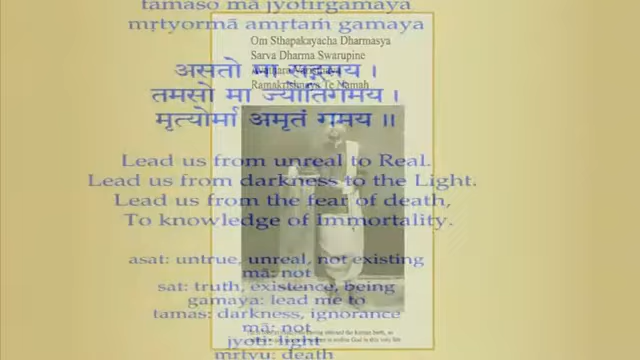 tamaso mā jyotirgamaya
mṛtyormā amṛtaṁ gamaya
Om Sthapakayacha Dharmasya
Sarva Dharma Swarupine
Ramakrishnaya Te Namah
असतो मा सद्गमय ।
तमसो मा ज्योतिर्गमय ।
मृत्योर्मा अमृतं गमय ॥
Lead us from unreal to Real.
Lead us from darkness to the Light.
Lead us from the fear of death,
To knowledge of Immortality.
asat: untrue, unreal, not existing
mā: not
sat: truth, existence, being
gamaya: lead me to
tamas: darkness, ignorance
mā: not
jyoti: light
mṛtyu: death